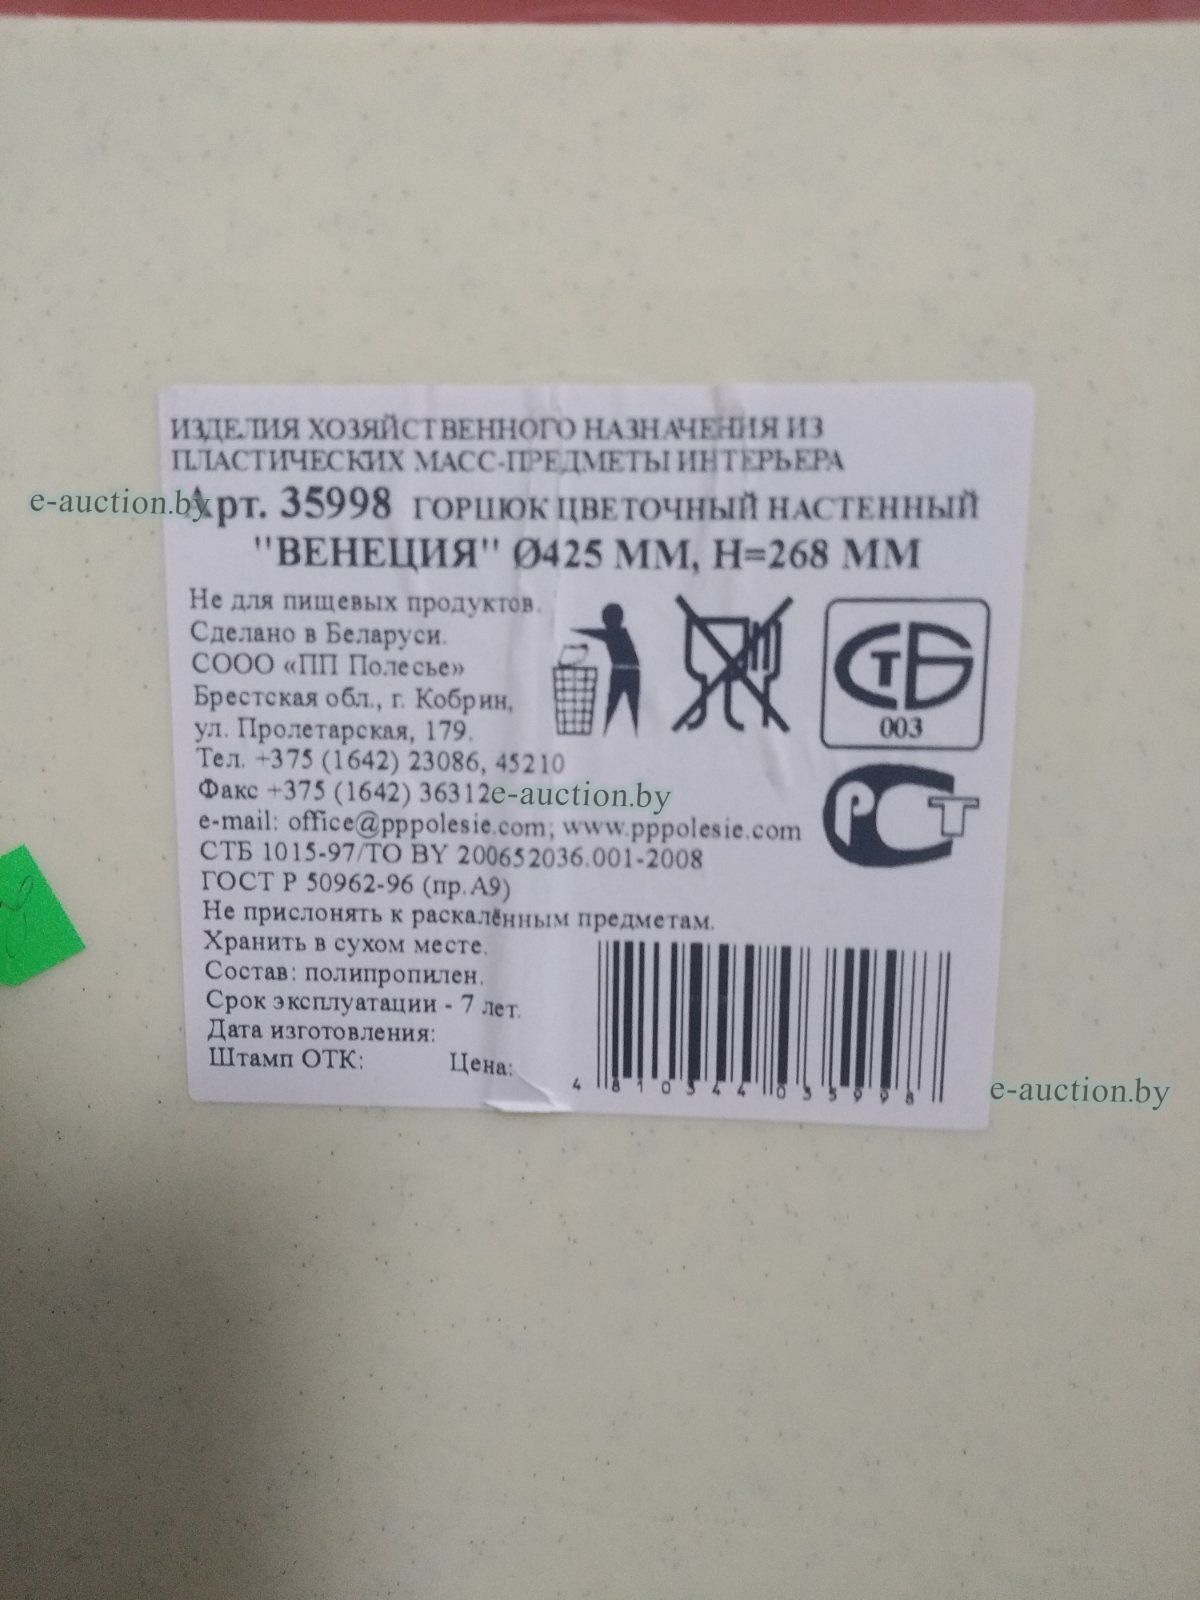 ИЗДЕЛИЯ ХОЗЯЙСТВЕННОГО НАЗНАЧЕНИЯ ИЗ
ПЛАСТИЧЕСКИХ МАСС-ПРЕДМЕТЫ ИНТЕРЬЕРА
e-auction.by
Арт. 35998 ГОРШОК ЦВЕТОЧНЫЙ НАСТЕННЫЙ
"ВЕНЕЦИЯ" Ø425 ММ, H=268 ММ
Не для пищевых продуктов.
Сделано в Беларуси.
СООО «ПП Полесье»
Брестская обл., г. Кобрин,
ул. Пролетарская, 179.
СТБ
003
Тел. +375 (1642) 23086, 45210
Факс +375 (1642) 36312
e-auction.by
РСТ
e-mail: office@pppolesie.com; www.pppolesie.com
СТБ 1015-97/ТО BY 200652036.001-2008
ГОСТ Р 50962-96 (пр.А9)
Не прислонять к раскалённым предметам.
Хранить в сухом месте.
Состав: полипропилен.
Срок эксплуатации - 7 лет.
Дата изготовления:
Штамп ОТК: Цена:
4 810344 035998
e-auction.by